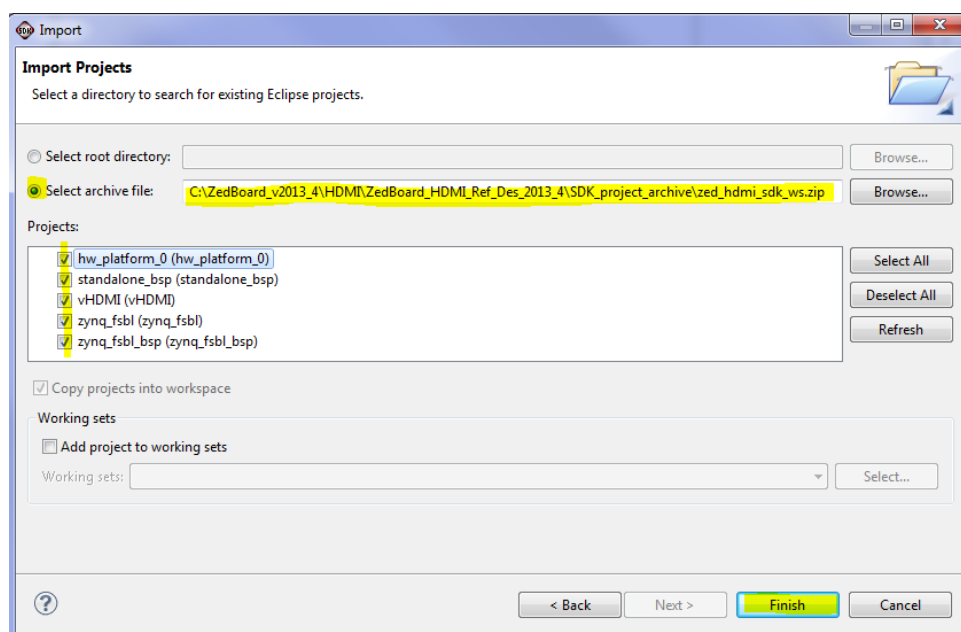 SDK Import
Import Projects
Select a directory to search for existing Eclipse projects.
Select root directory: Browse...
Select archive file: C:\ZedBoard_v2013_4\HDMI\ZedBoard_HDMI_Ref_Des_2013_4\SDK_project_archive\zed_hdmi_sdk_ws.zip Browse...
Projects:
hw_platform_0 (hw_platform_0) Select All
standalone_bsp (standalone_bsp)
vHDMI (vHDMI) Deselect All
zynq_fsbl (zynq_fsbl) Refresh
zynq_fsbl_bsp (zynq_fsbl_bsp)
Copy projects into workspace
Working sets
Add project to working sets
Working sets: Select...
? < Back Next > Finish Cancel